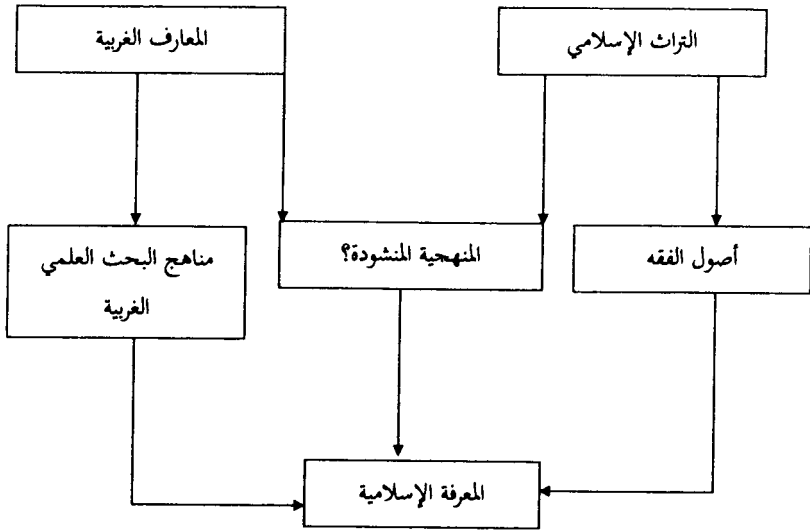 التراث الإسلامي
المعارف الغربية
أصول الفقه
المنهجية المنشودة؟
مناهج البحث العلمي
الغربية
المعرفة الإسلامية